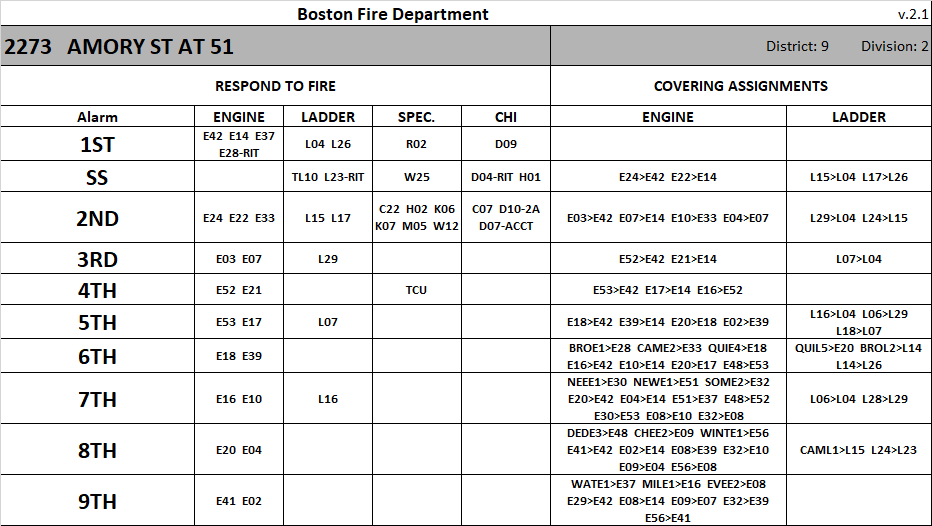 Boston Fire Department v.2.1
2273 AMORY ST AT 51 District: 9 Division: 2
RESPOND TO FIRE COVERING ASSIGNMENTS
Alarm ENGINE LADDER SPEC. CHI ENGINE LADDER
1ST
E42 E14 E37
E28-RIT
L04 L26
R02
D09
SS
TL10 L23-RIT
W25
D04-RIT H01
E24>E42 E22>E14
L15>L04 L17>L26
2ND
E24 E22 E33
L15 L17
C22 H02 K06
K07 M05 W12
C07 D10-2A
D07-ACCT
E03>E42 E07>E14 E10>E33 E04>E07
L29>L04 L24>L15
3RD
E03 E07
L29
E52>E42 E21>E14
L07>L04
4TH
E52 E21
TCU
E53>E42 E17>E14 E16>E52
5TH
E53 E17
L07
E18>E42 E39>E14 E20>E18 E02>E39
L16>L04 L06>L29
L18>L07
6TH
E18 E39
BROE1>E28 CAME2>E33 QUIE4>E18
E16>E42 E10>E14 E20>E17 E48>E53
QUIL5>E20 BROL2>L14
L14>L26
7TH
E16 E10
L16
NEEE1>E30 NEWE1>E51 SOME2>E32
E20>E42 E04>E14 E51>E37 E48>E52
E30>E53 E08>E10 E32>E08
L06>L04 L28>L29
8TH
E20 E04
DEDE3>E48 CHEE2>E09 WINTE1>E56
E41>E42 E02>E14 E08>E39 E32>E10
E09>E04 E56>E08
CAML1>L15 L24>L23
9TH
E41 E02
WATE1>E37 MILE1>E16 EVEE2>E08
E29>E42 E08>E14 E09>E07 E32>E39
E56>E41